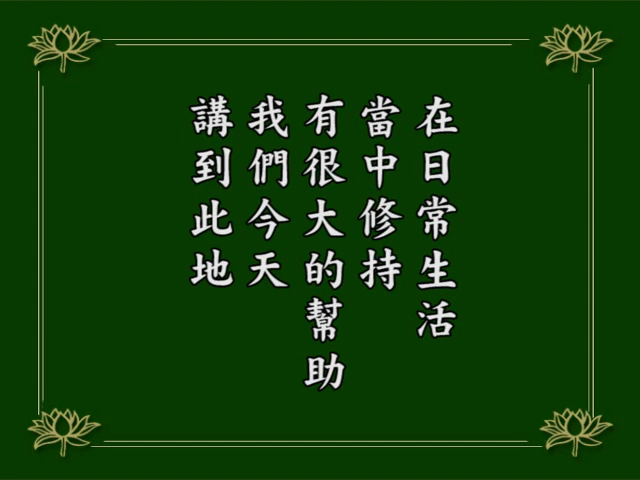 在日常生活
當中修持
有很大的幫助
我們今天
講到此地